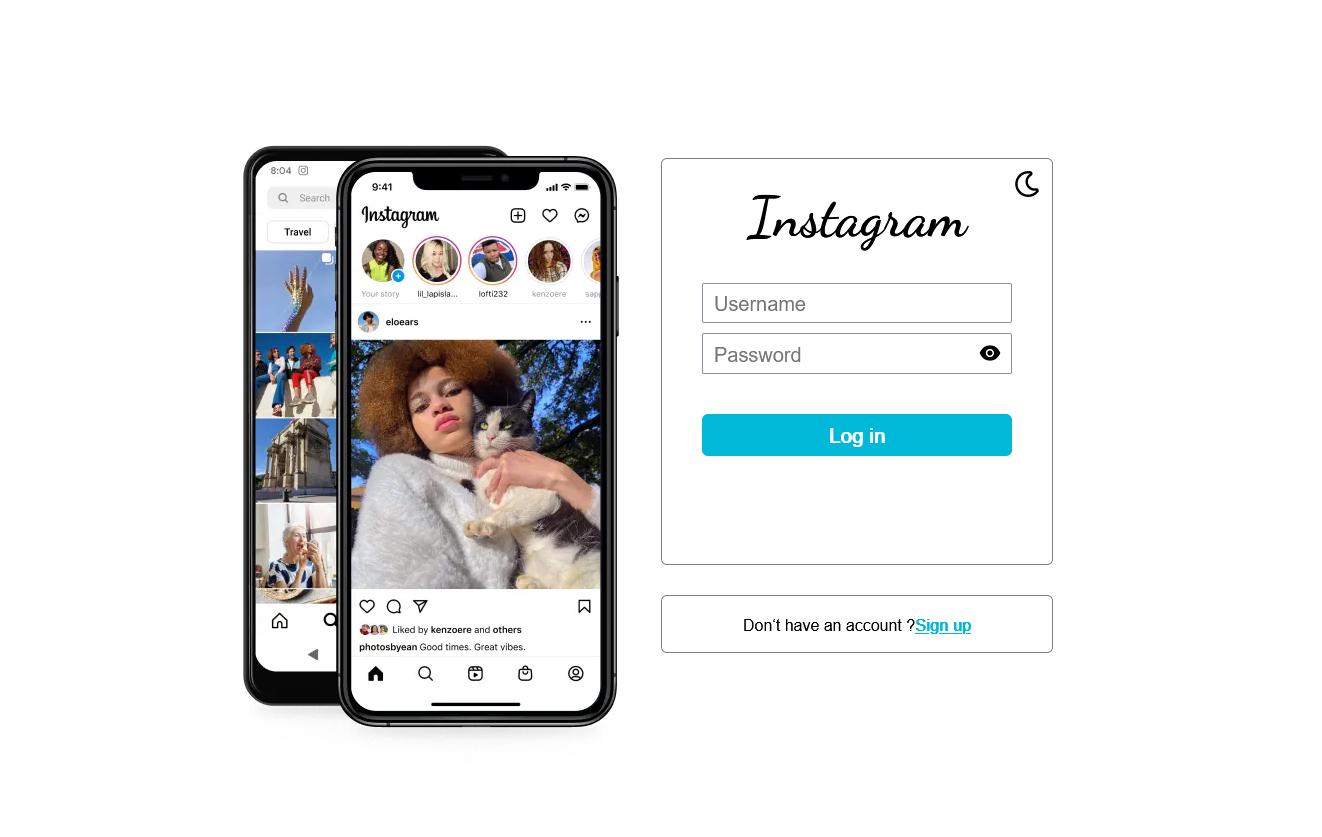 8:04
Search
Travel
9:41
Instagram
Your story
lil_lapisla...
lofti232
kenzoere
sapp
eloears
Liked by kenzoere and others
photosbyean Good times. Great vibes.
Instagram
Username
Password
Log in
Don‘t have an account ?Sign up